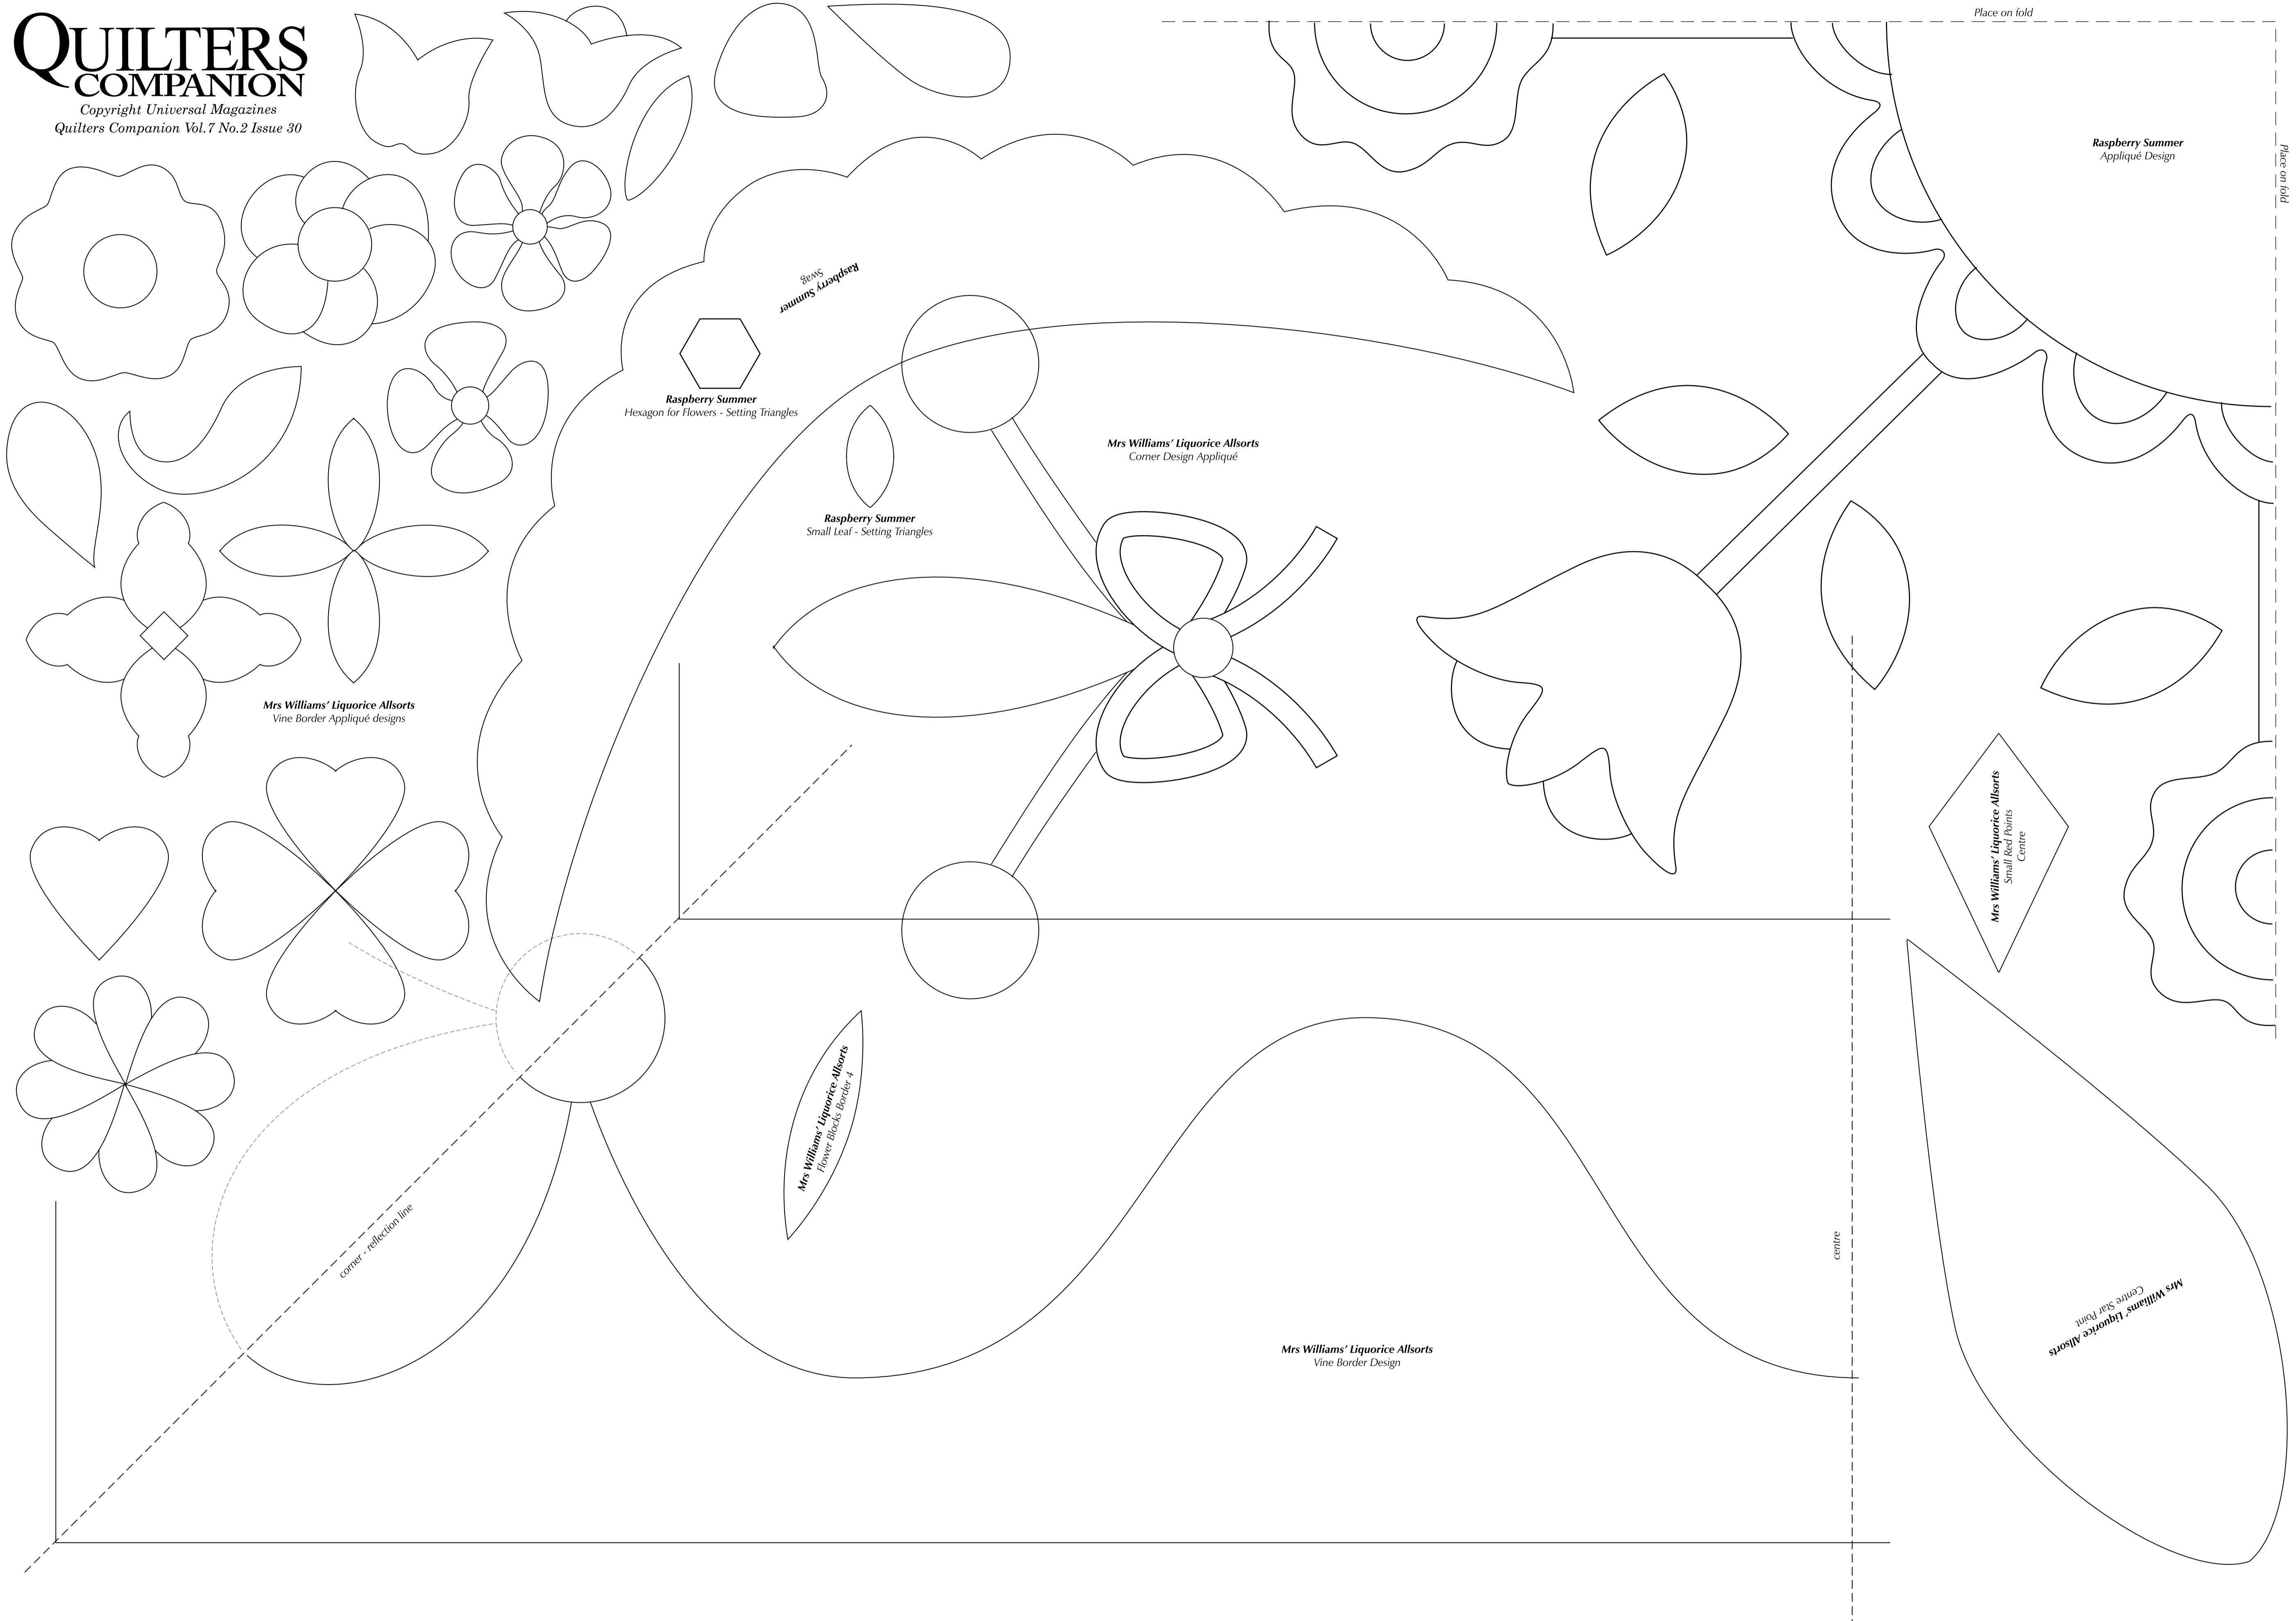 QUILTERS
COMPANION
Copyright Universal Magazines
Quilters Companion Vol.7 No.2 Issue 30
Place on fold
Place on fold
Raspberry Summer
Appliqué Design
Raspberry Summer
Swag
Raspberry Summer
Hexagon for Flowers - Setting Triangles
Mrs Williams’ Liquorice Allsorts
Corner Design Appliqué
Raspberry Summer
Small Leaf - Setting Triangles
Mrs Williams’ Liquorice Allsorts
Vine Border Appliqué designs
Mrs Williams’ Liquorice Allsorts
Small Red Points
Centre
Mrs Williams’ Liquorice Allsorts
Flower Blocks Border 4
corner - reflection line
centre
Mrs Williams’ Liquorice Allsorts
Centre Star Point
Mrs Williams’ Liquorice Allsorts
Vine Border Design